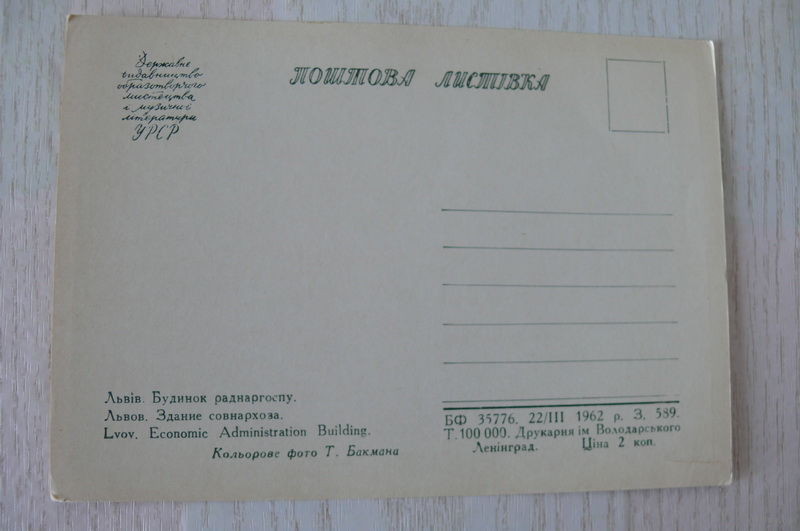 Державне
видавництво
образотворчого
мистецтва
і музичної
літератури
УРСР
ПОШТОВА ЛИСТІВКА
Львів. Будинок раднаргоспу.
Львов. Здание совнархоза.
Lvov. Economic Administration Building.
Кольорове фото Т. Бакмана
БФ 35776. 22/III 1962 р. З. 589.
Т. 100 000. Друкарня ім Володарського
Ленінград. Ціна 2 коп.